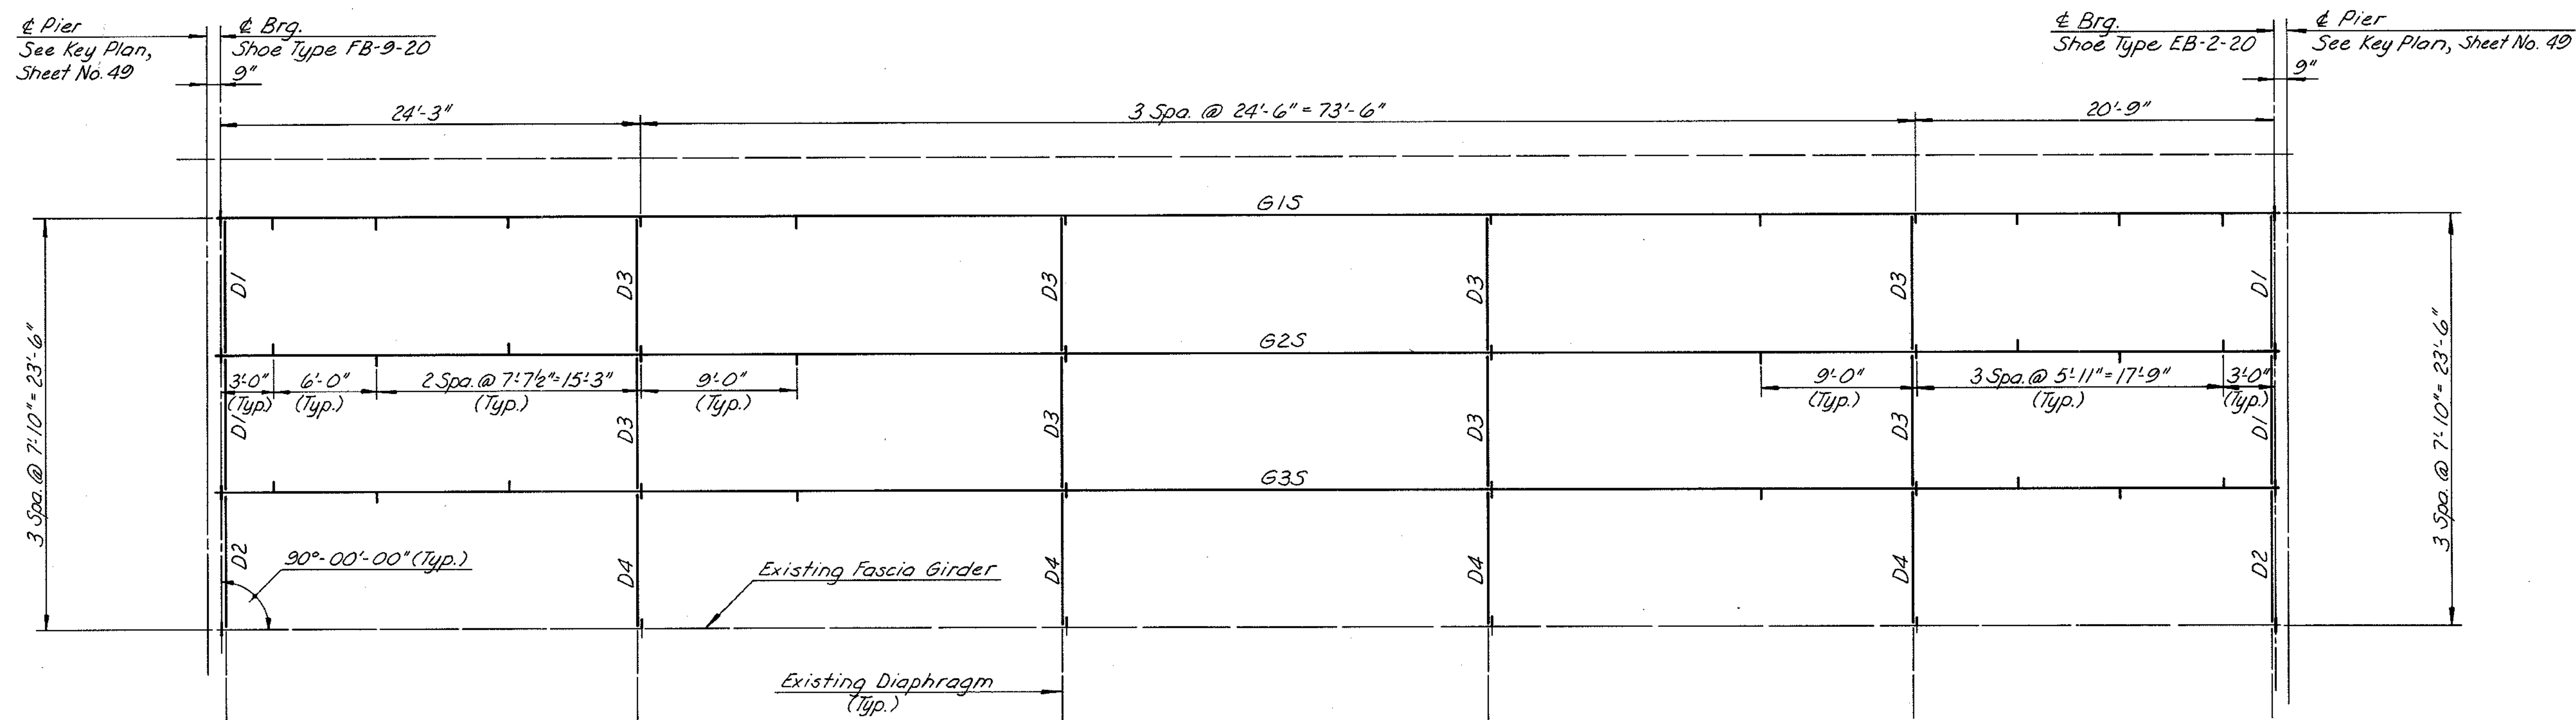 ℄ Pier
See Key Plan,
Sheet No. 49
℄ Brg.
Shoe Type FB-9-20
9"
℄ Brg.
Shoe Type EB-2-20
℄ Pier
See Key Plan, Sheet No. 49
9"
24'-3"
3 Spa. @ 24'-6" = 73'-6"
20'-9"
G1S
3 Spa. @ 7'-10" = 23'-6"
D1
D3
D3
D3
D3
D1
3 Spa. @ 7'-10" = 23'-6"
G2S
3'-0"
(Typ.)
6'-0"
(Typ.)
2 Spa. @ 7'-7½" = 15'-3"
(Typ.)
9'-0"
(Typ.)
9'-0"
(Typ.)
3 Spa. @ 5'-11" = 17'-9"
(Typ.)
3'-0"
(Typ.)
D1
D3
D3
D3
D3
D1
G3S
D2
90°-00'-00" (Typ.)
D4
Existing Fascia Girder
D4
D4
D4
D2
Existing Diaphragm
(Typ.)